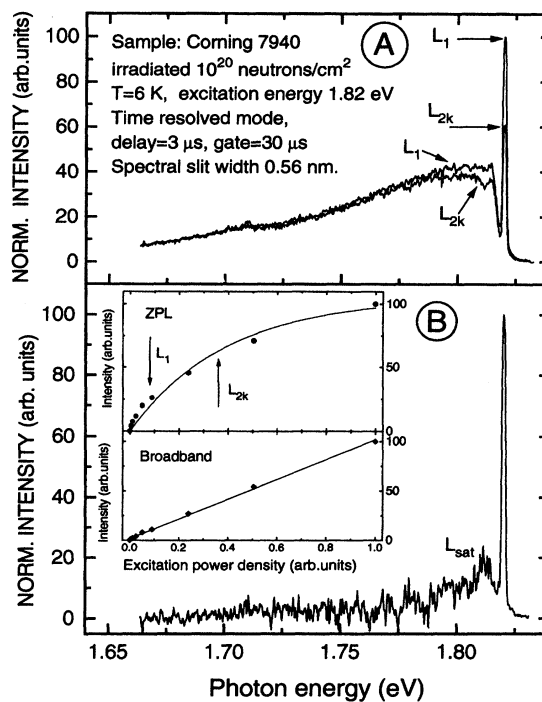 NORM. INTENSITY (arb.units)
100
80
60
40
20
0
Sample: Corning 7940
irradiated 10²⁰ neutrons/cm²
T=6 K, excitation energy 1.82 eV
Time resolved mode,
delay=3 µs, gate=30 µs
Spectral slit width 0.56 nm.
A
L₁
L₂ₖ
L₁
L₂ₖ
NORM. INTENSITY (arb. units)
100
80
60
40
20
0
B
ZPL
Intensity (arb.units)
100
50
0
L₁
L₂ₖ
Broadband
Intensity (arb.units)
100
50
0
0.0 0.2 0.4 0.6 0.8 1.0
Excitation power density (arb.units)
Lsat
1.65 1.70 1.75 1.80
Photon energy (eV)